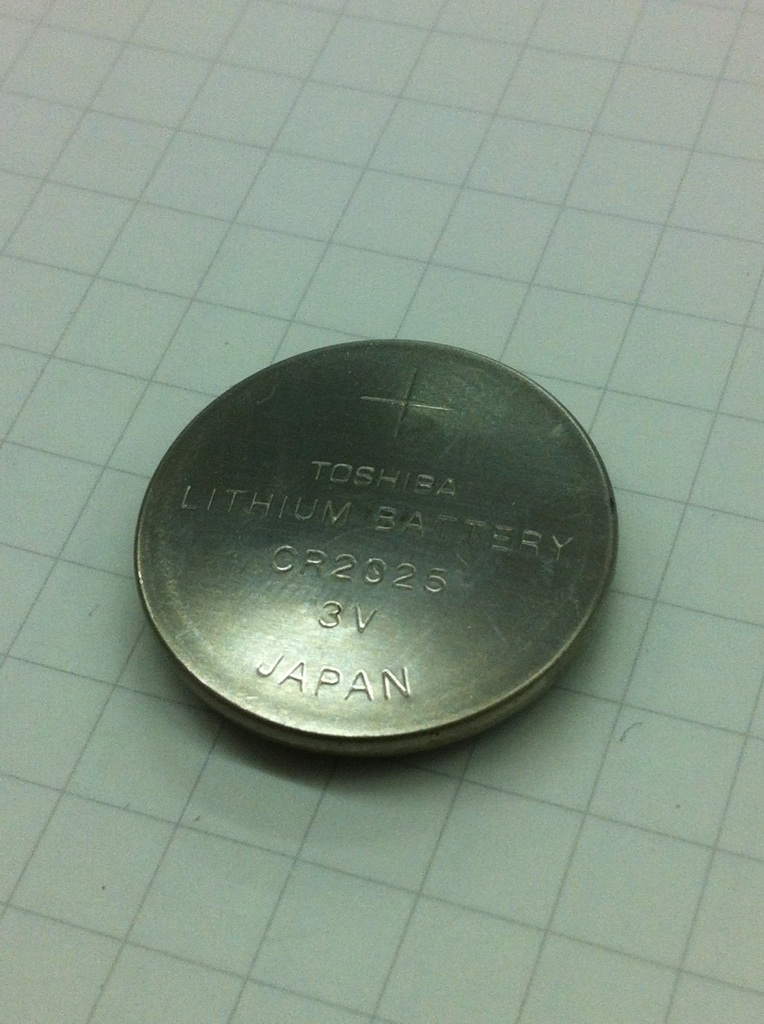 +
TOSHIBA
LITHIUM BATTERY
CR2025
3V
JAPAN